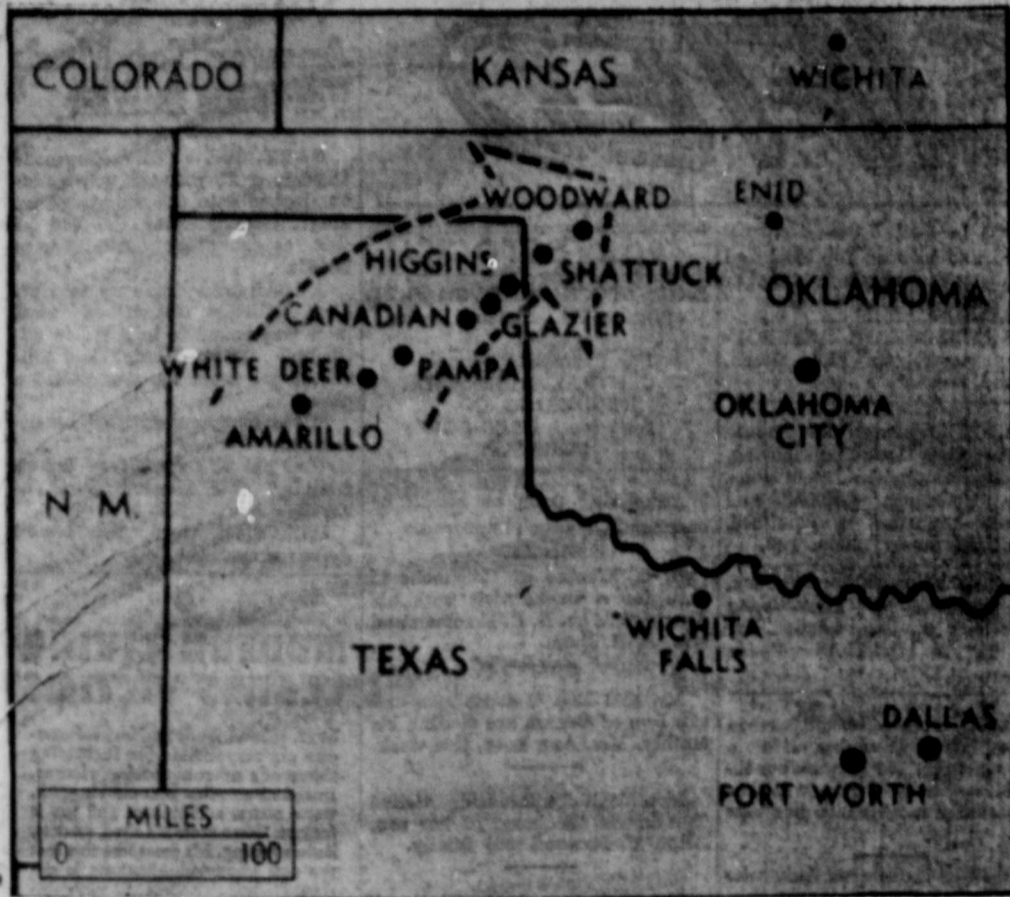 COLORADO
KANSAS
WICHITA
WOODWARD
ENID
HIGGINS
SHATTUCK
OKLAHOMA
CANADIAN
GLAZIER
WHITE DEER
PAMPA
OKLAHOMA
CITY
AMARILLO
N M.
WICHITA
FALLS
TEXAS
DALLAS
FORT WORTH
MILES
0 100